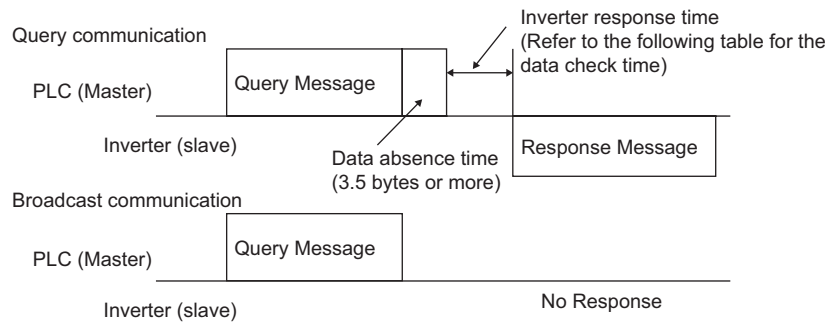 Query communication
Inverter response time
(Refer to the following table for the
data check time)
PLC (Master)
Query Message
Inverter (slave)
Data absence time
(3.5 bytes or more)
Response Message
Broadcast communication
PLC (Master)
Query Message
Inverter (slave)
No Response